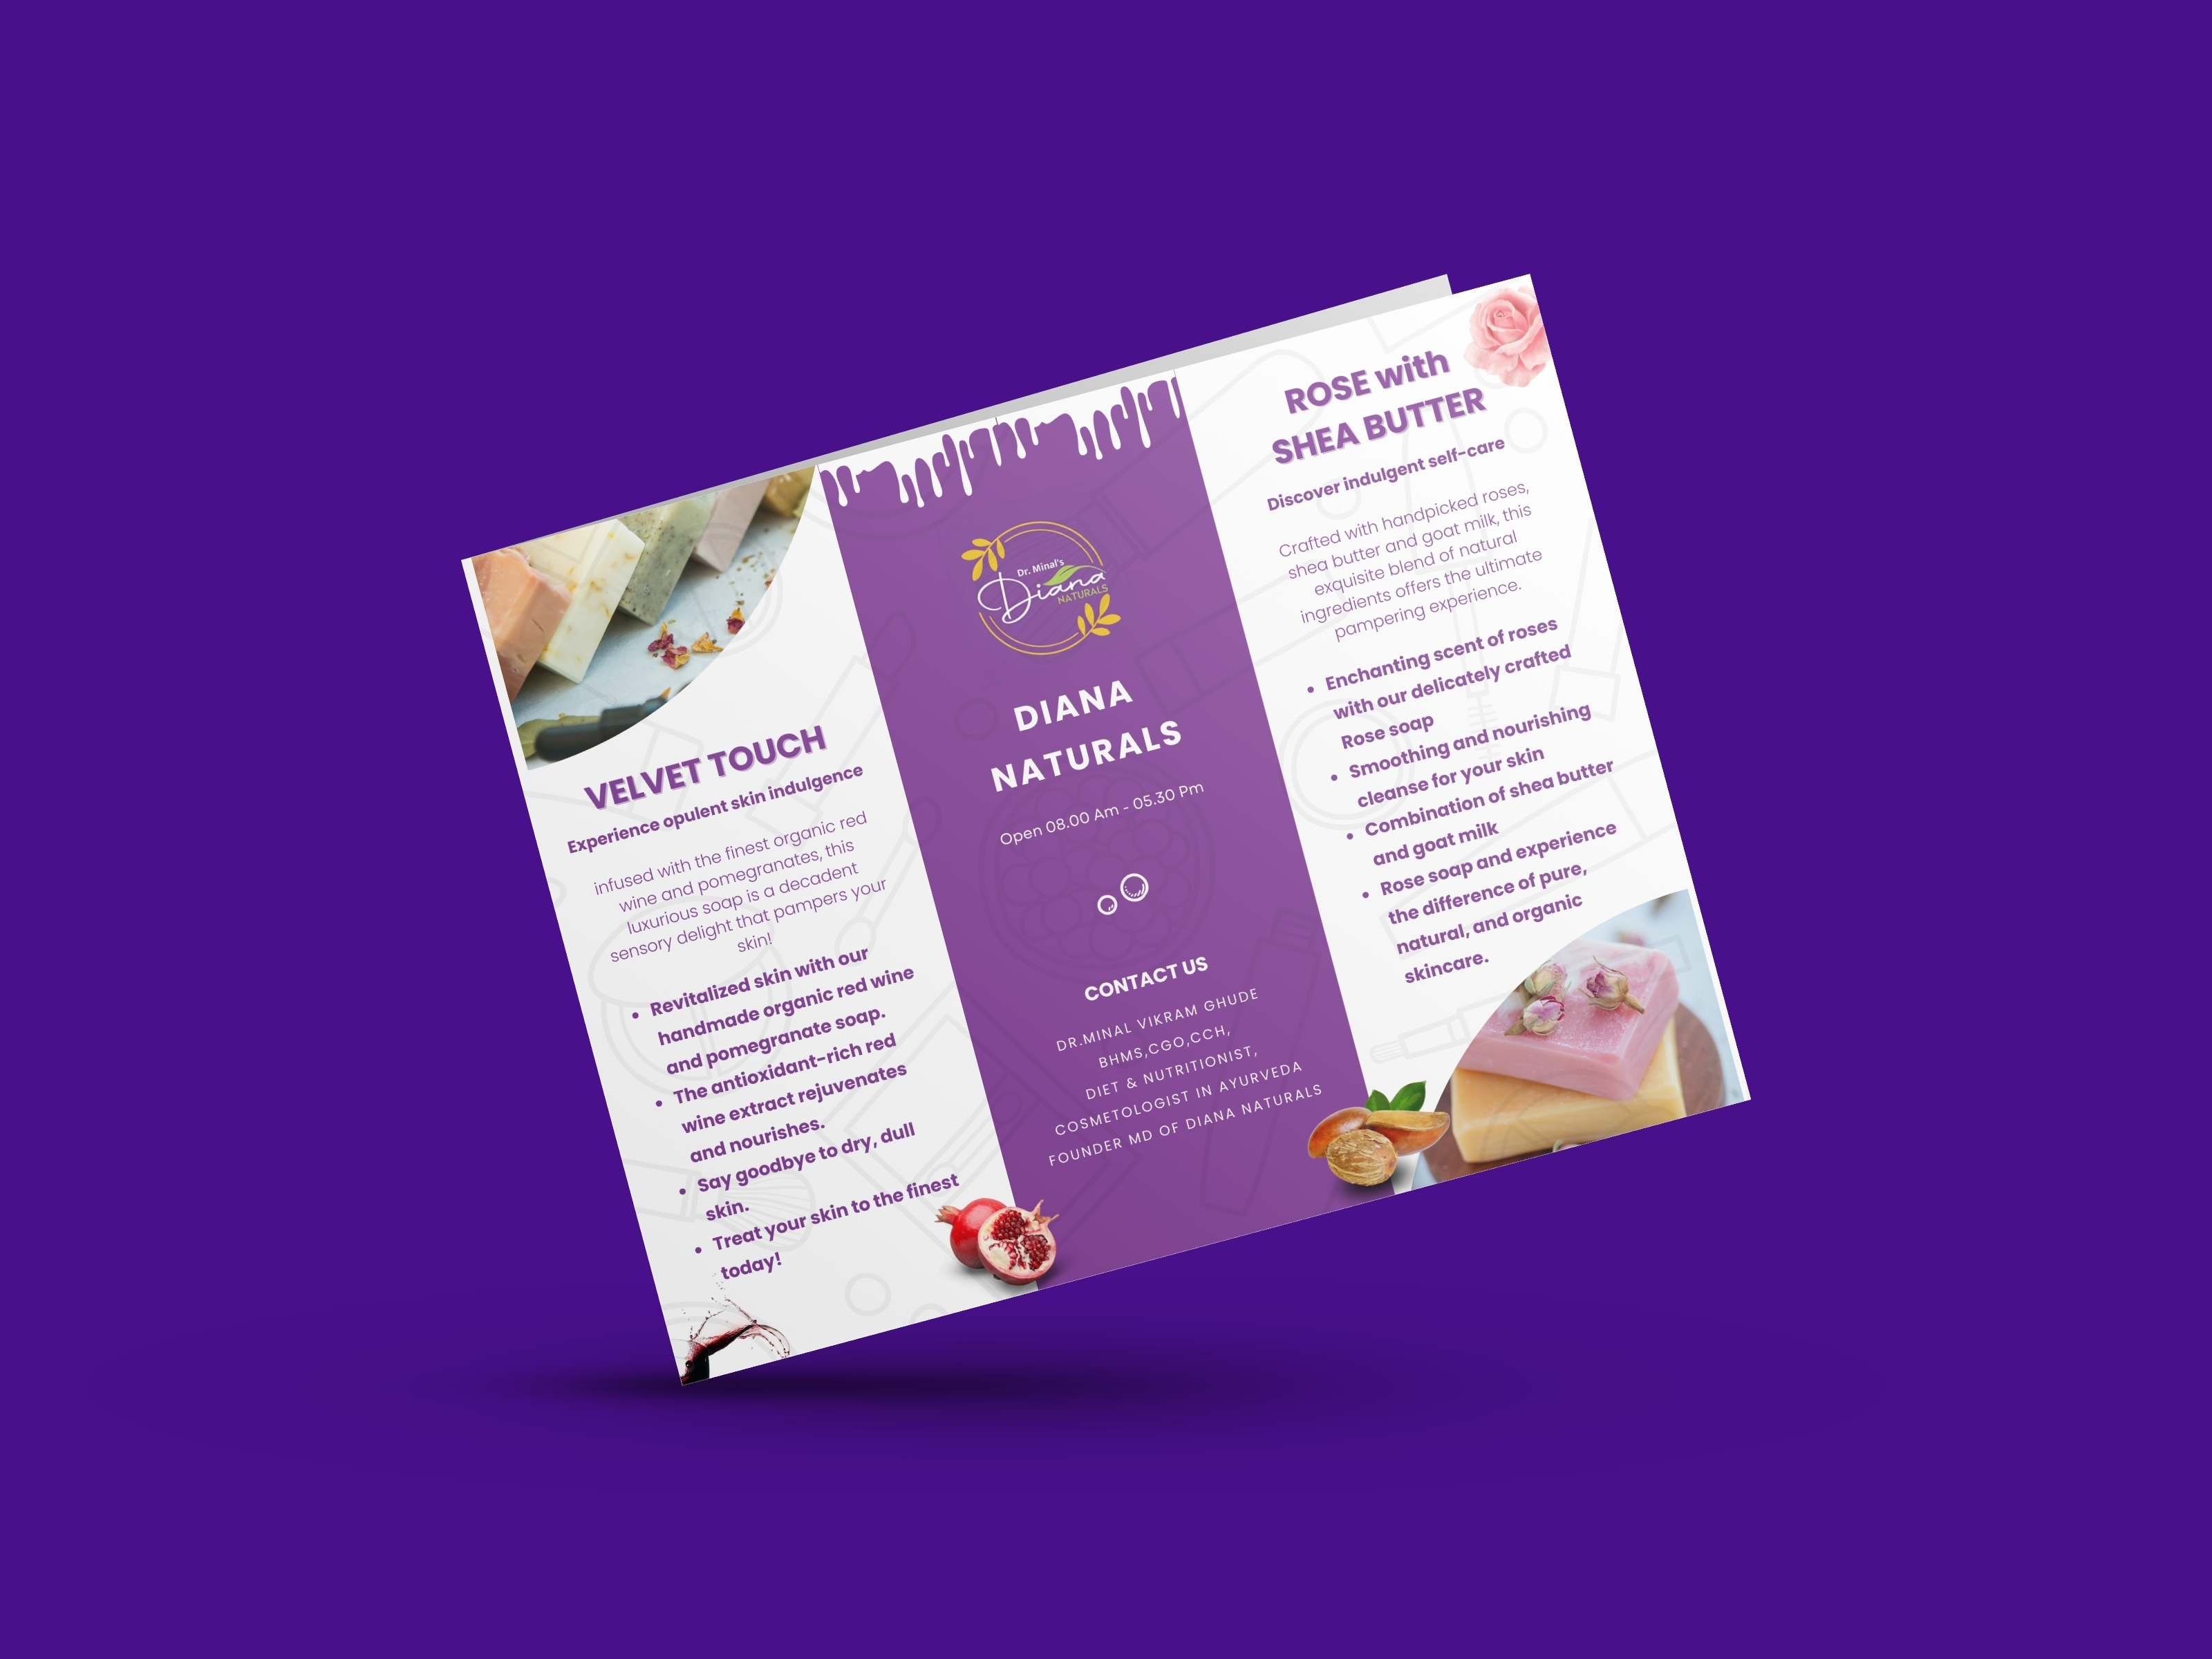 VELVET TOUCH
Experience opulent skin indulgence
infused with the finest organic red
wine and pomegranates, this
luxurious soap is a decadent
sensory delight that pampers your
skin!
• Revitalized skin with our
handmade organic red wine
and pomegranate soap.
• The antioxidant-rich red
wine extract rejuvenates
and nourishes.
• Say goodbye to dry, dull
skin.
• Treat your skin to the finest
today!
Dr. Minal's
Diana
NATURALS
DIANA
NATURALS
Open 08.00 Am - 05.30 Pm
CONTACT US
DR.MINAL VIKRAM GHUDE
BHMS,CGO,CCH,
DIET & NUTRITIONIST,
COSMETOLOGIST IN AYURVEDA
FOUNDER MD OF DIANA NATURALS
ROSE with
SHEA BUTTER
Discover indulgent self-care
Crafted with handpicked roses,
shea butter and goat milk, this
exquisite blend of natural
ingredients offers the ultimate
pampering experience.
• Enchanting scent of roses
with our delicately crafted
Rose soap
• Smoothing and nourishing
cleanse for your skin
• Combination of shea butter
and goat milk
• Rose soap and experience
the difference of pure,
natural, and organic
skincare.